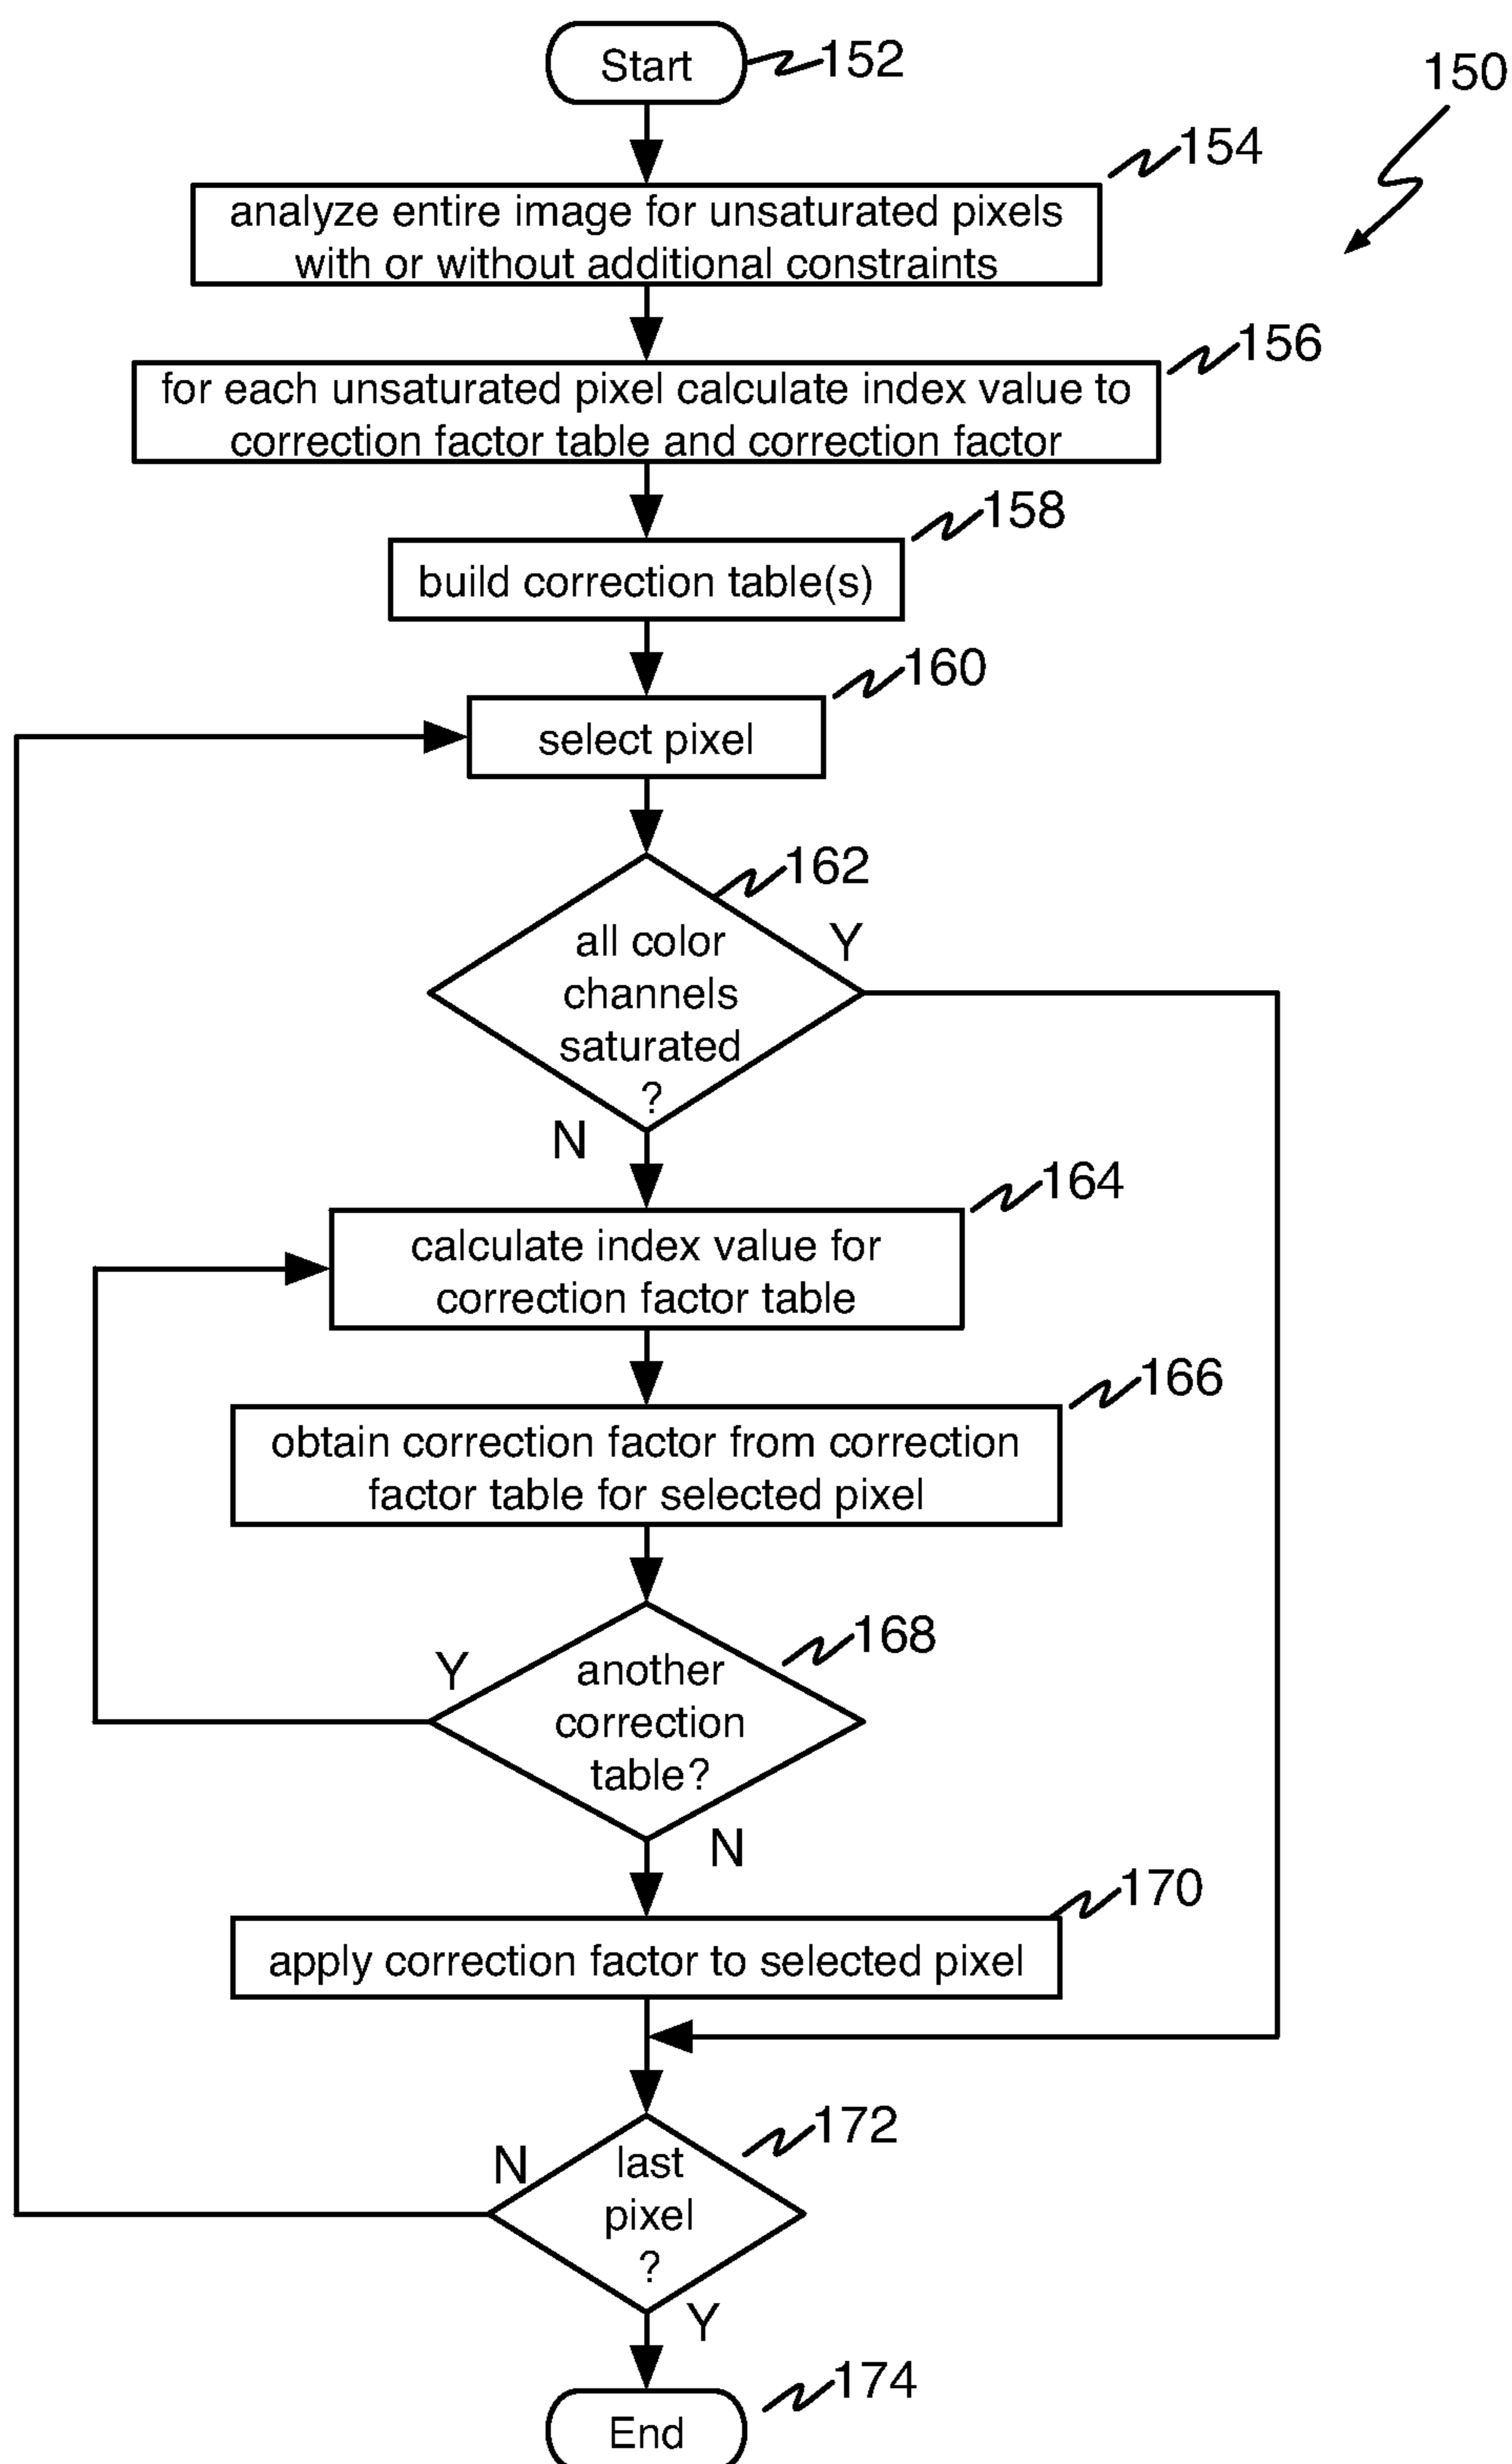 Start
152
150
154
analyze entire image for unsaturated pixels
with or without additional constraints
156
for each unsaturated pixel calculate index value to
correction factor table and correction factor
158
build correction table(s)
160
select pixel
162
Y
all color
channels
saturated
?
N
164
calculate index value for
correction factor table
166
obtain correction factor from correction
factor table for selected pixel
168
Y
another
correction
table?
N
170
apply correction factor to selected pixel
172
N
last
pixel
?
Y
174
End